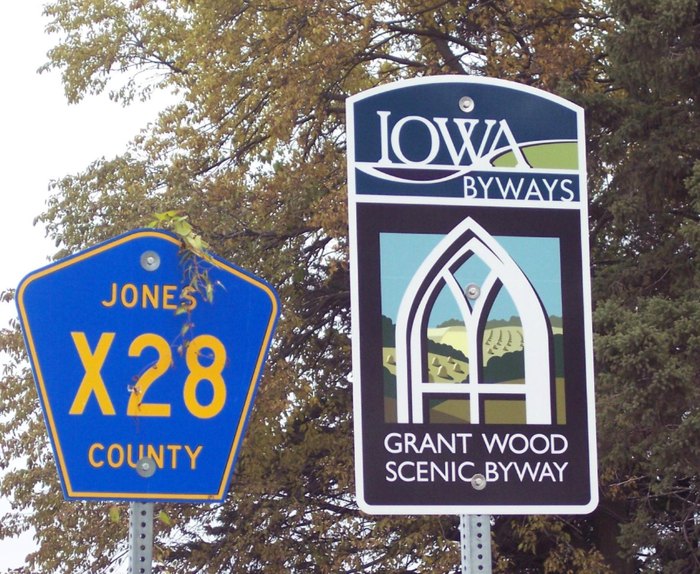 JONES
X28
COUNTY
IOWA
BYWAYS
GRANT WOOD
SCENIC BYWAY